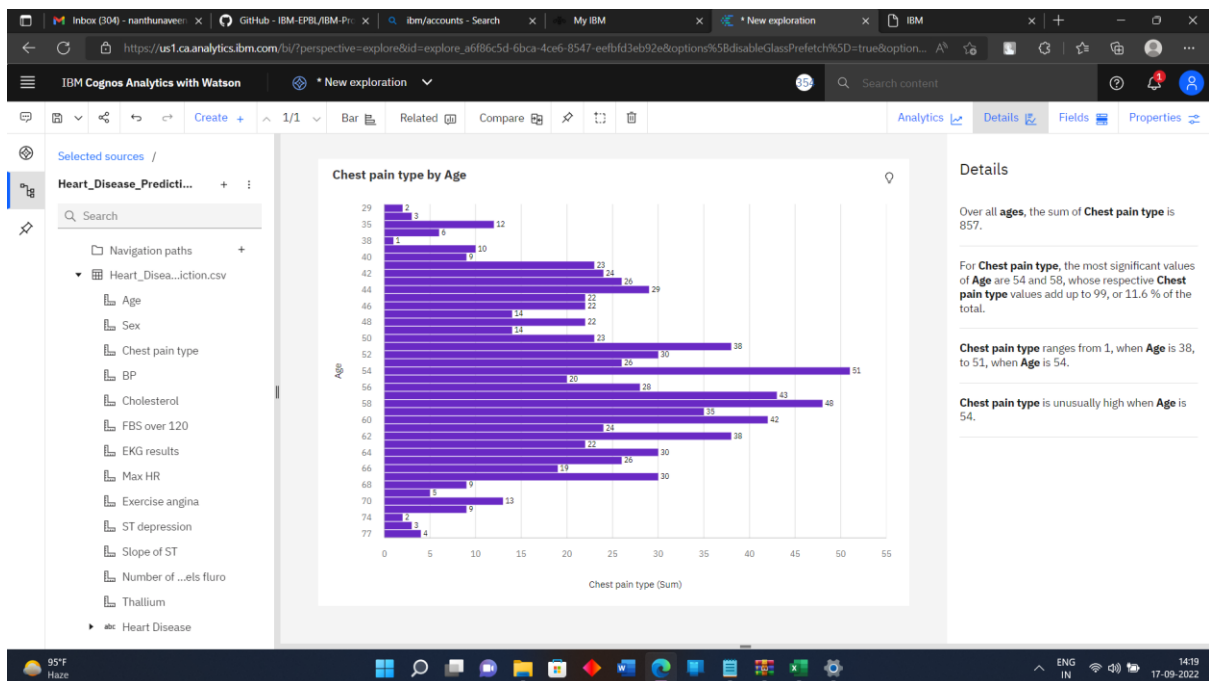 Inbox (304) - nanthunaveen
GitHub - IBM-EPBL/IBM-Pro
ibm/accounts - Search
My IBM
* New exploration
IBM
https://us1.ca.analytics.ibm.com/bi/?perspective=explore&id=explore_a6f86c5d-6bca-4ce6-8547-eefbfd3eb92e&options%5BdisableGlassPrefetch%5D=true&option...
IBM Cognos Analytics with Watson
* New exploration
354
Search content
Create +
1/1
Bar
Related
Compare
Analytics
Details
Fields
Properties
Selected sources /
Heart_Disease_Predicti...
Search
Navigation paths
Heart_Disea...iction.csv
Age
Sex
Chest pain type
BP
Cholesterol
FBS over 120
EKG results
Max HR
Exercise angina
ST depression
Slope of ST
Number of ...els fluro
Thallium
abc Heart Disease
Chest pain type by Age
Age
29 2
3
35 12
6
38 1
10
40 9
23
42 24
26
44 29
22
46 22
14
48 22
14
50 23
38
52 30
26
54 51
20
56 28
43
58 48
35
60 42
24
62 38
22
64 30
26
66 19
30
68 9
5
70 13
9
74 2
3
77 4
0 5 10 15 20 25 30 35 40 45 50 55
Chest pain type (Sum)
Details
Over all ages, the sum of Chest pain type is
857.
For Chest pain type, the most significant values
of Age are 54 and 58, whose respective Chest
pain type values add up to 99, or 11.6 % of the
total.
Chest pain type ranges from 1, when Age is 38,
to 51, when Age is 54.
Chest pain type is unusually high when Age is
54.
95°F
Haze
ENG
IN
14:19
17-09-2022